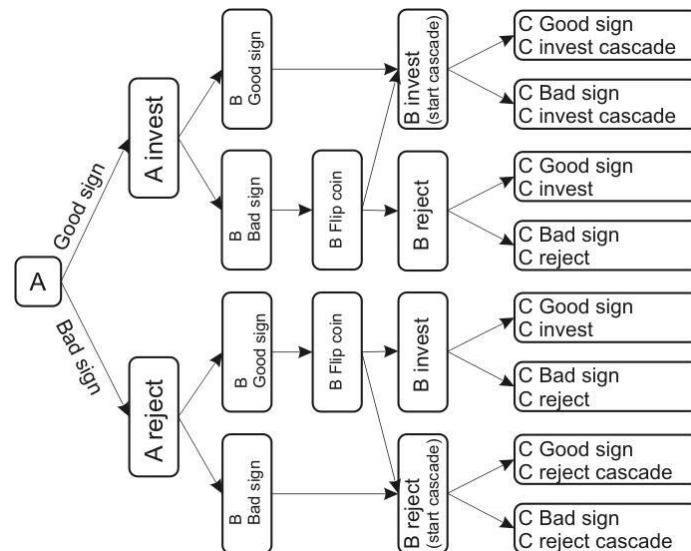 A
Good sign
Bad sign
A invest
A reject
B
Good sign
B
Bad sign
B
Good sign
B
Bad sign
B Flip coin
B Flip coin
B invest
(start cascade)
B reject
B invest
B reject
(start cascade)
C Good sign
C invest cascade
C Bad sign
C invest cascade
C Good sign
C invest
C Bad sign
C reject
C Good sign
C invest
C Bad sign
C reject
C Good sign
C reject cascade
C Bad sign
C reject cascade